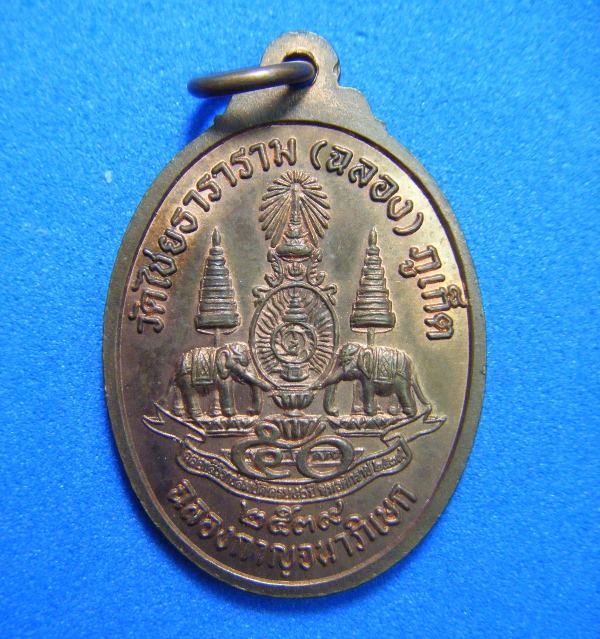 วัดไชยธาราราม (ฉลอง) ภูเก็ต
๕๐
๒๕๓๙
ฉลองกาญจนาภิเษก